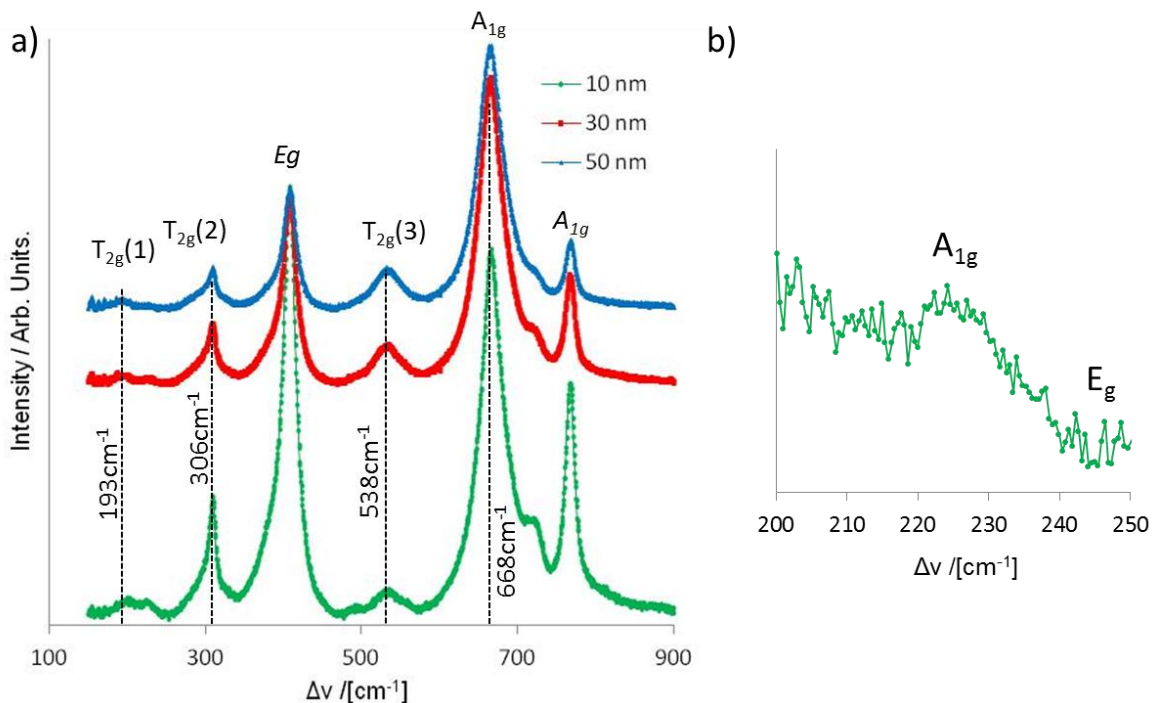 a)
A1g
10 nm
30 nm
50 nm
Eg
T2g(1)
T2g(2)
T2g(3)
A1g
193cm-1
306cm-1
538cm-1
668cm-1
Intensity / Arb. Units.
100 300 500 700 900
Δν /[cm-1]
b)
A1g
Eg
200 210 220 230 240 250
Δν /[cm-1]